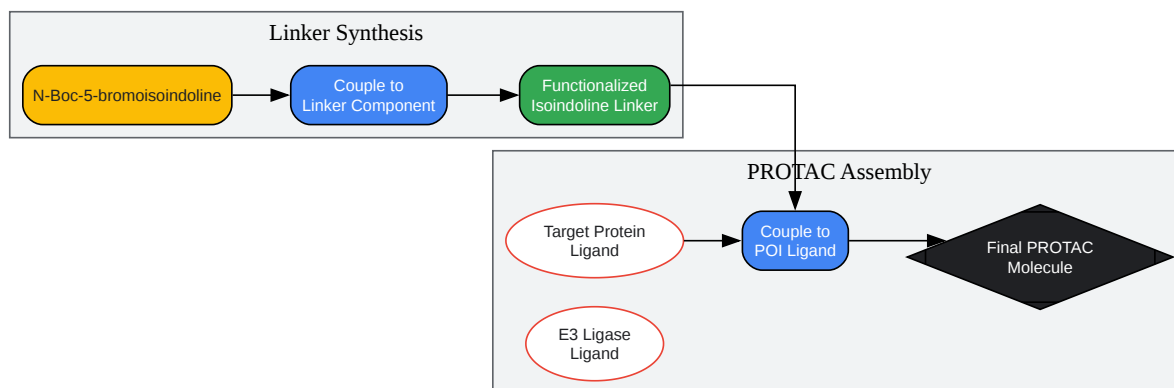 Linker Synthesis
N-Boc-5-bromoisoindoline
Couple to
Linker Component
Functionalized
Isoindoline Linker
PROTAC Assembly
Target Protein
Ligand
Couple to
POI Ligand
Final PROTAC
Molecule
E3 Ligase
Ligand